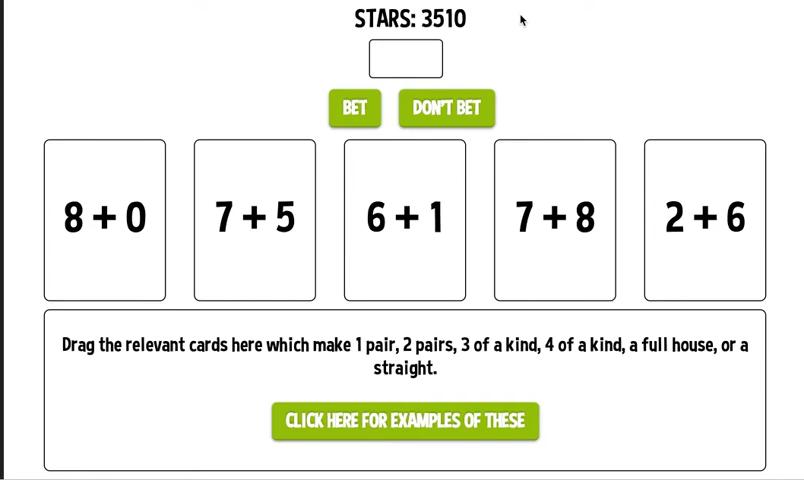 STARS: 3510
BET DON'T BET
8 + 0 7 + 5 6 + 1 7 + 8 2 + 6
Drag the relevant cards here which make 1 pair, 2 pairs, 3 of a kind, 4 of a kind, a full house, or a
straight.
CLICK HERE FOR EXAMPLES OF THESE